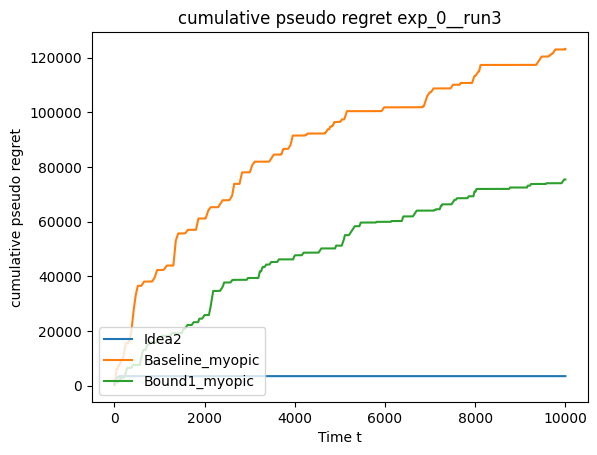 cumulative pseudo regret exp_0__run3
cumulative pseudo regret
120000
100000
80000
60000
40000
20000
0
Idea2
Baseline_myopic
Bound1_myopic
0
2000
4000
6000
8000
10000
Time t